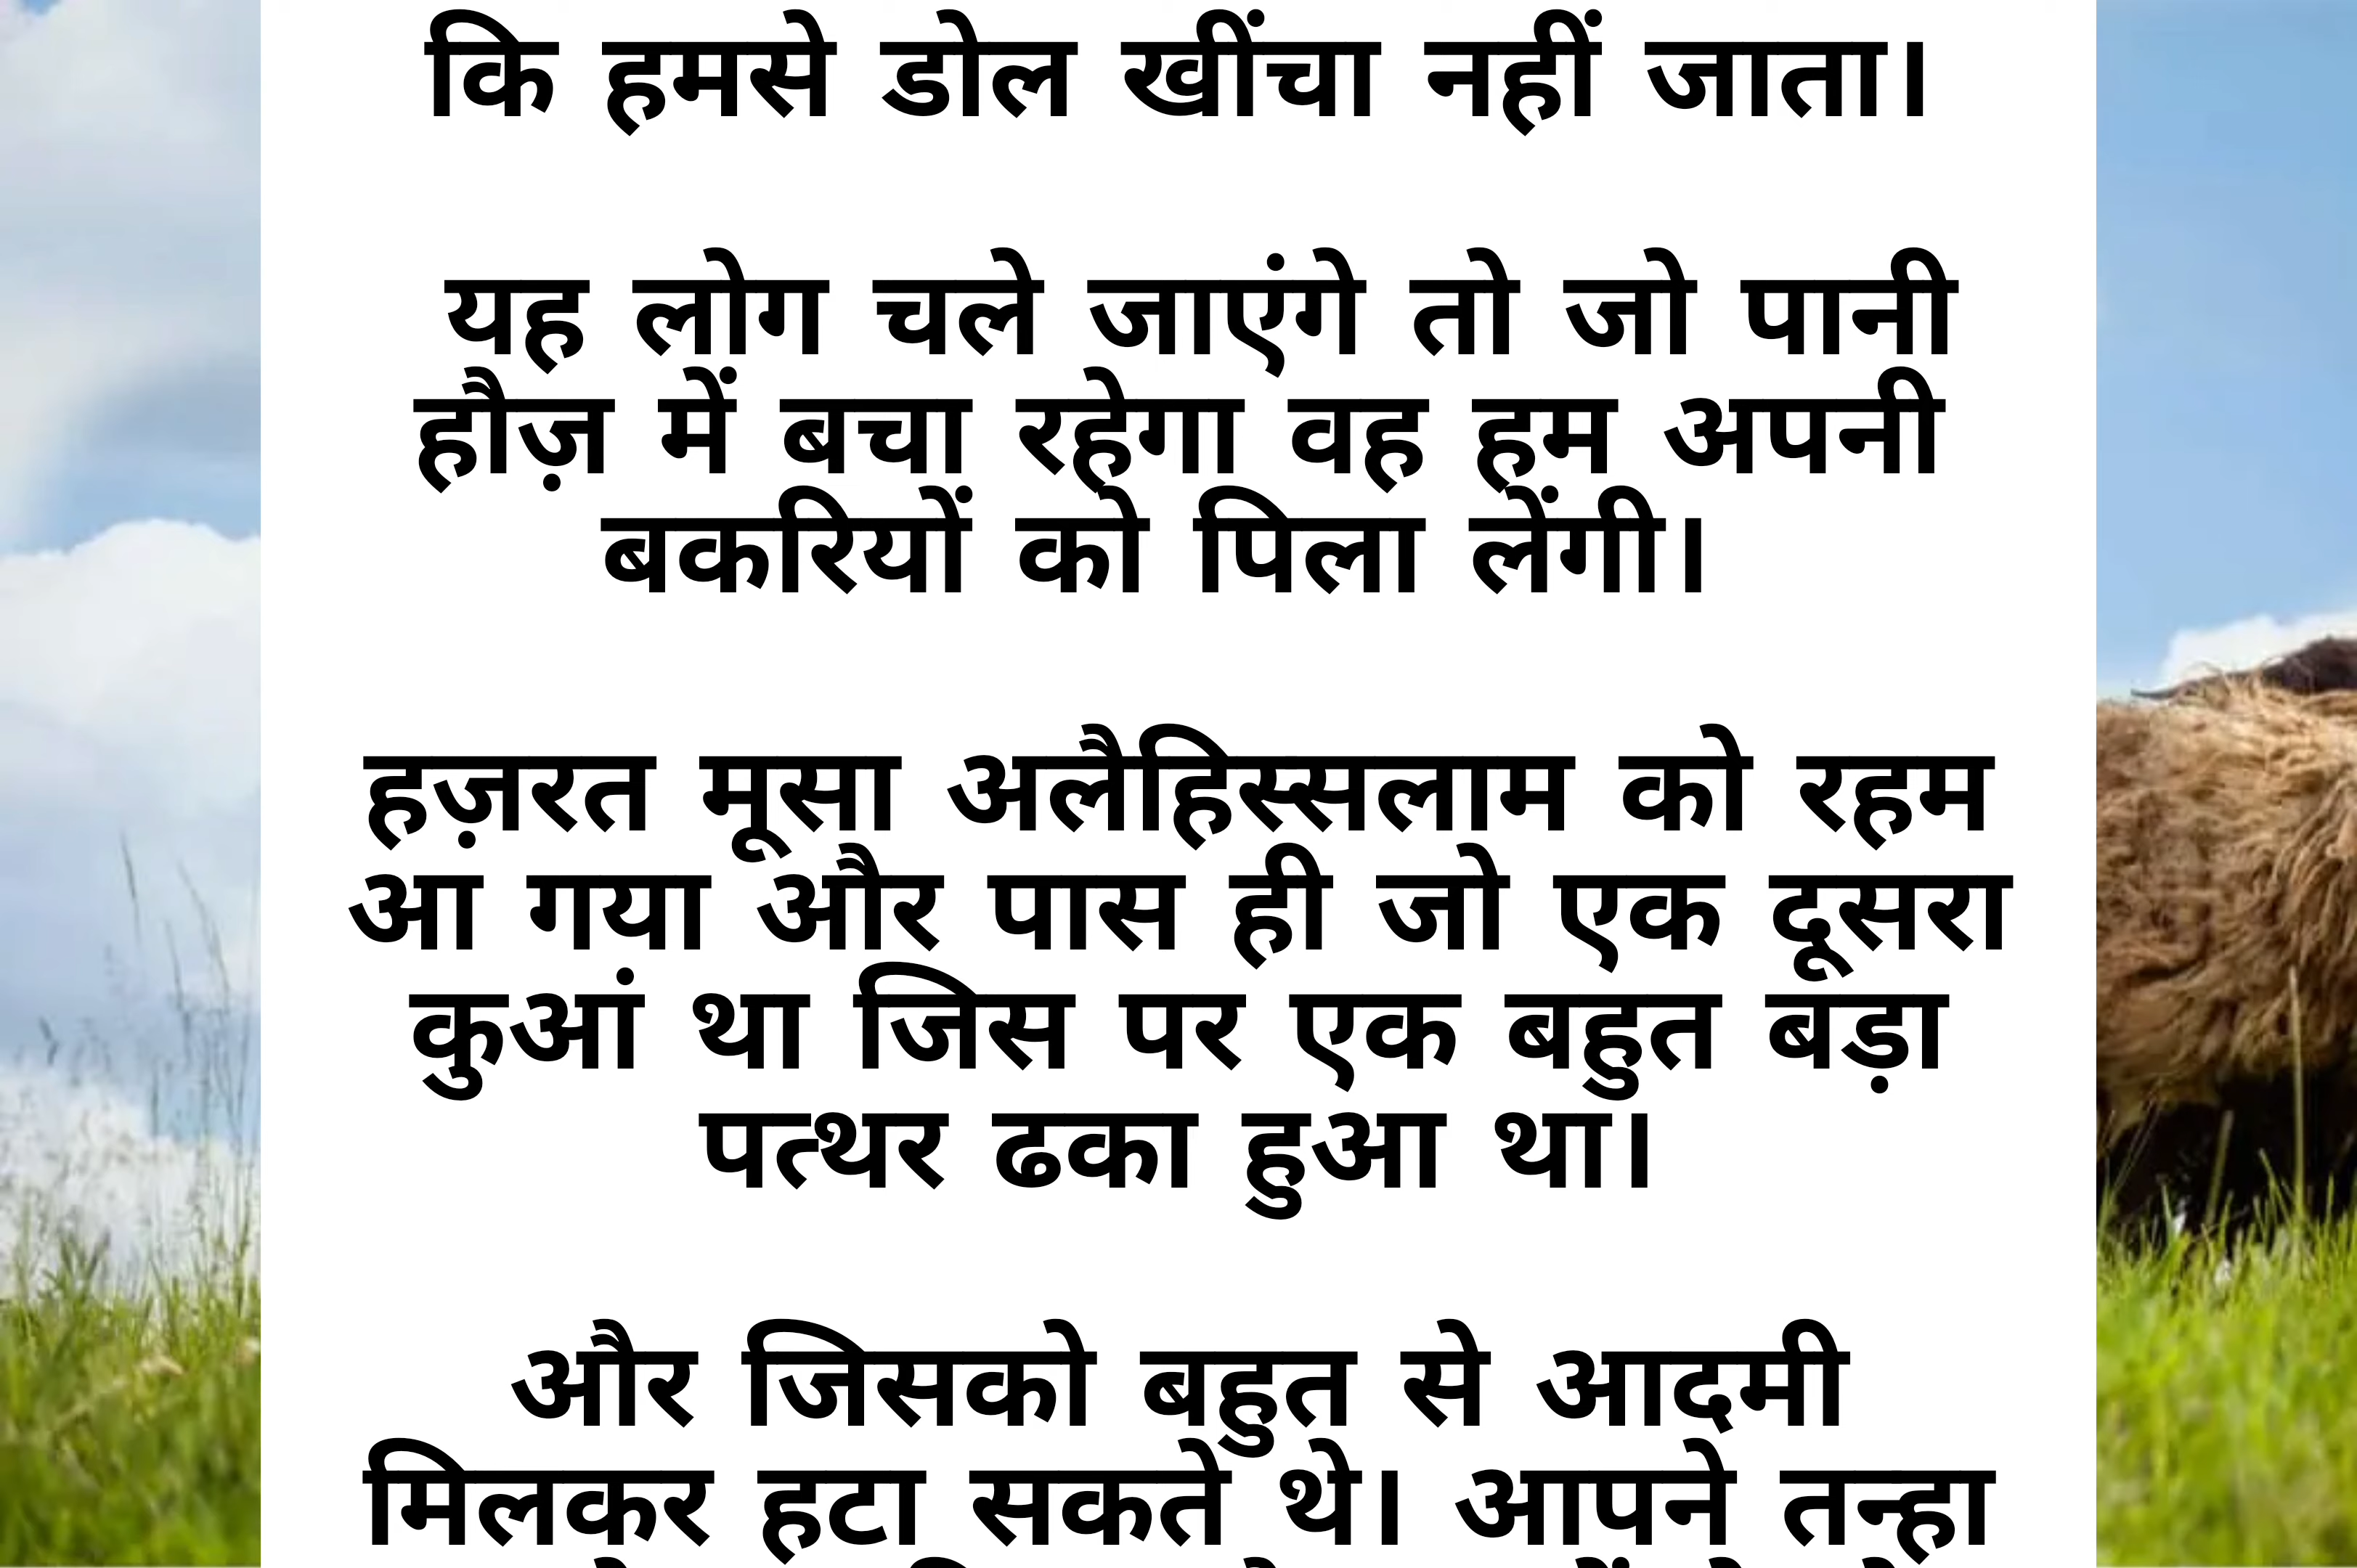 कि हमसे डोल खींचा नहीं जाता।
यह लोग चले जाएंगे तो जो पानी
हौज़ में बचा रहेगा वह हम अपनी
बकरियों को पिला लेंगी।
हज़रत मूसा अलैहिस्सलाम को रहम
आ गया और पास ही जो एक दूसरा
कुआं था जिस पर एक बहुत बड़ा
पत्थर ढका हुआ था।
और जिसको बहुत से आदमी
मिलकर हटा सकते थे। आपने तन्हा